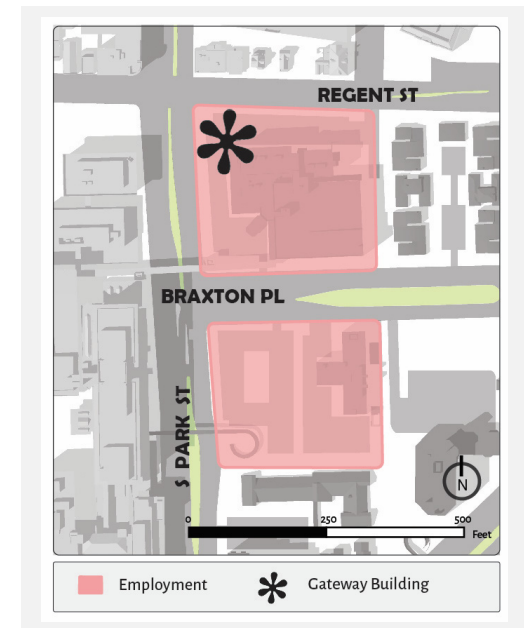 REGENT ST
BRAXTON PL
S PARK ST
N
0 250 500
Feet
Employment
Gateway Building